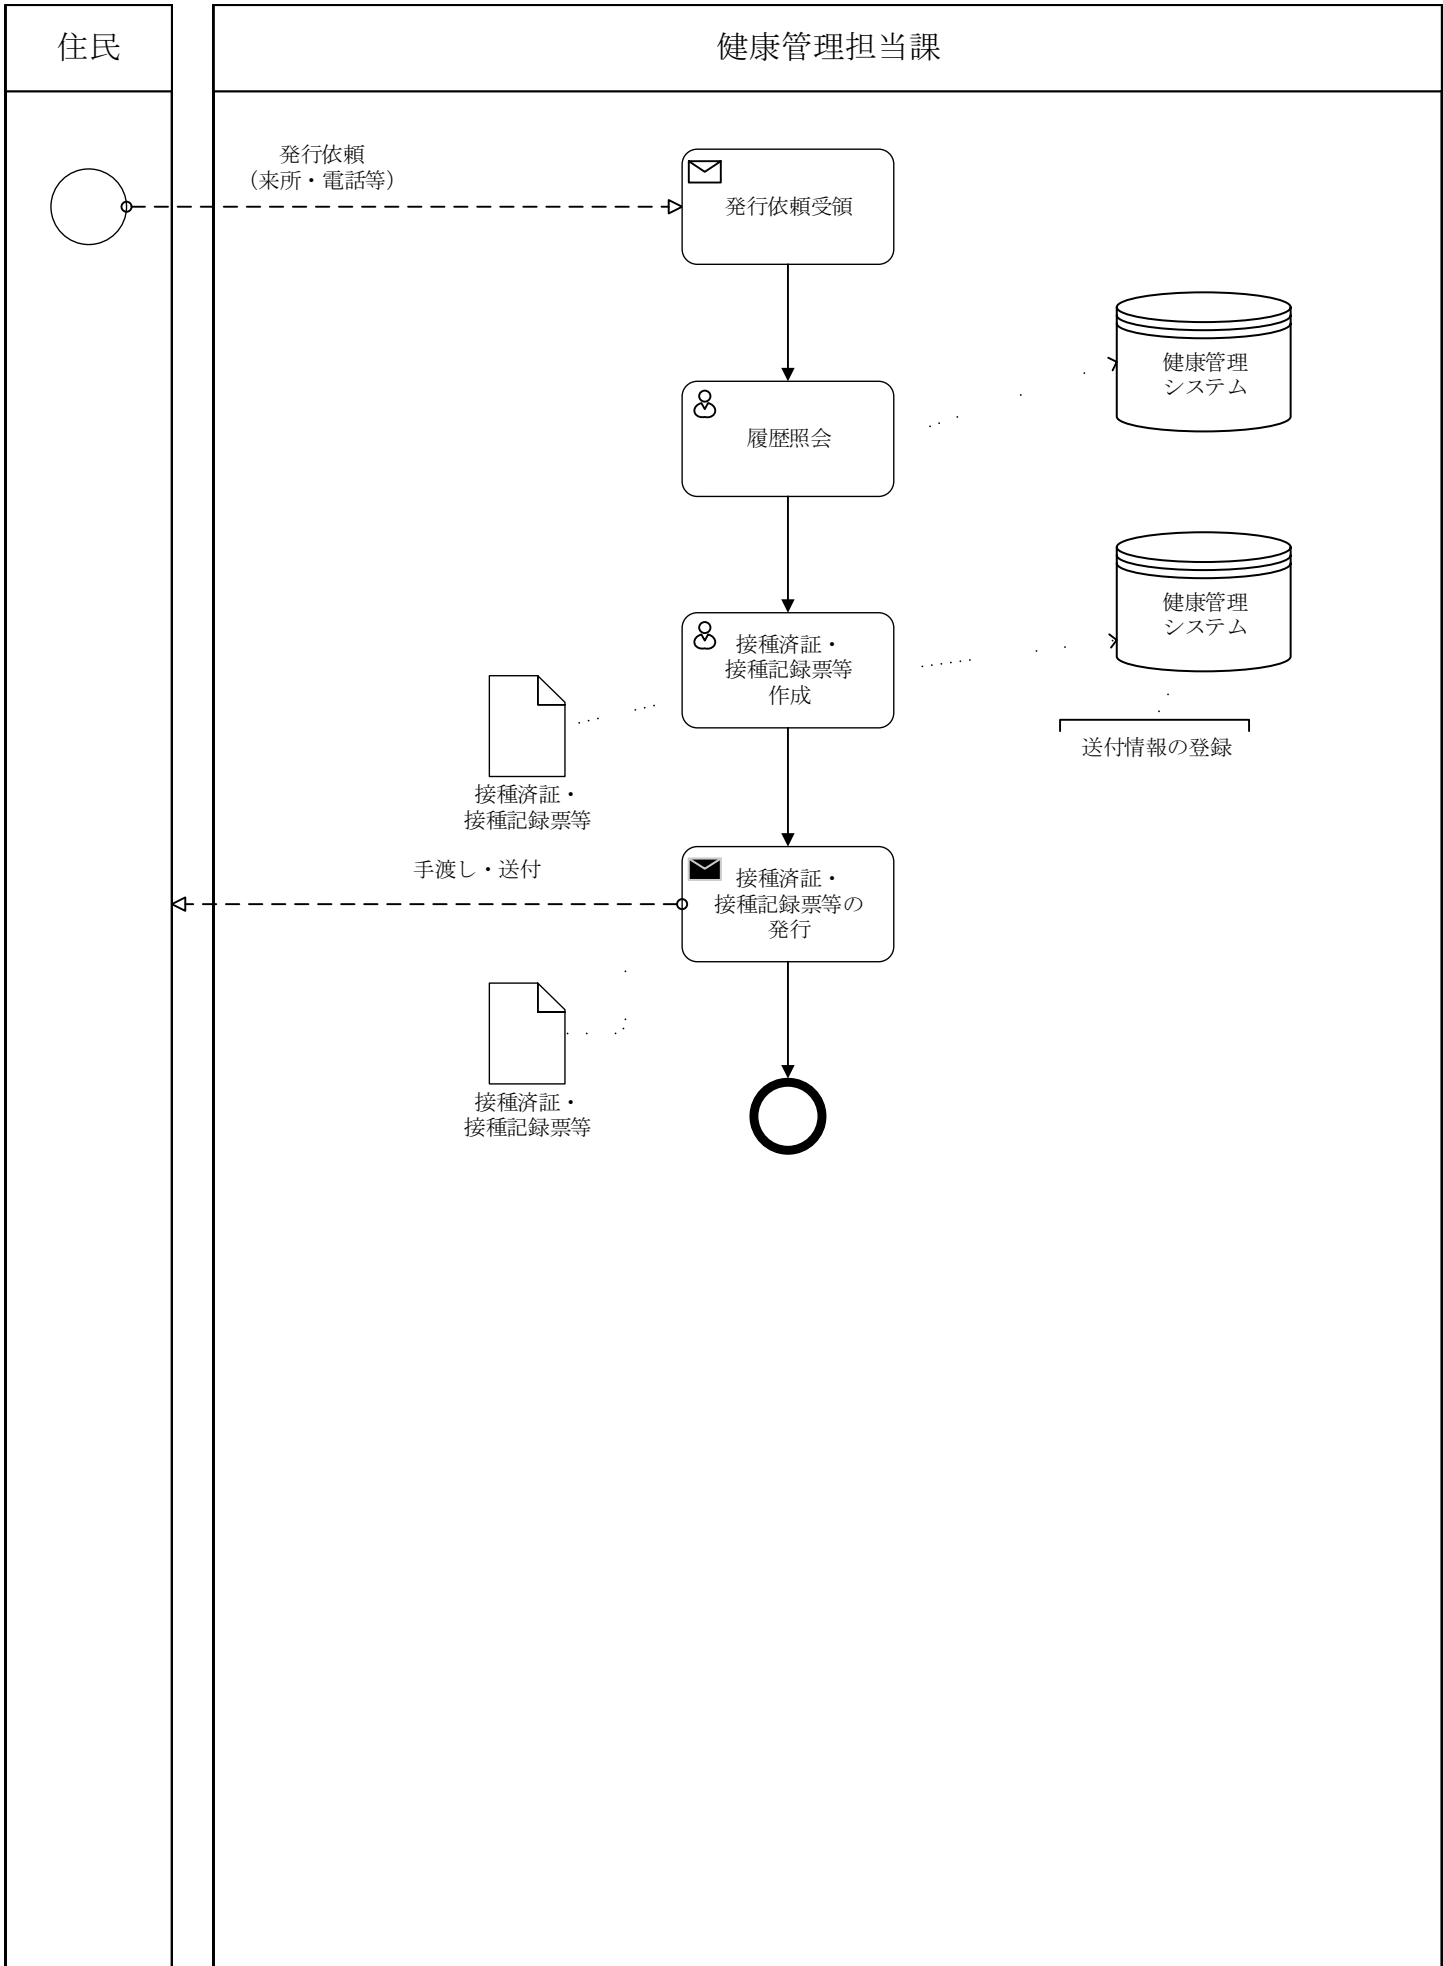 住民
健康管理担当課
発行依頼
（来所・電話等）
発行依頼受領
健康管理
システム
履歴照会
健康管理
システム
接種済証・
接種記録票等
作成
送付情報の登録
接種済証・
接種記録票等
手渡し・送付
接種済証・
接種記録票等の
発行
接種済証・
接種記録票等